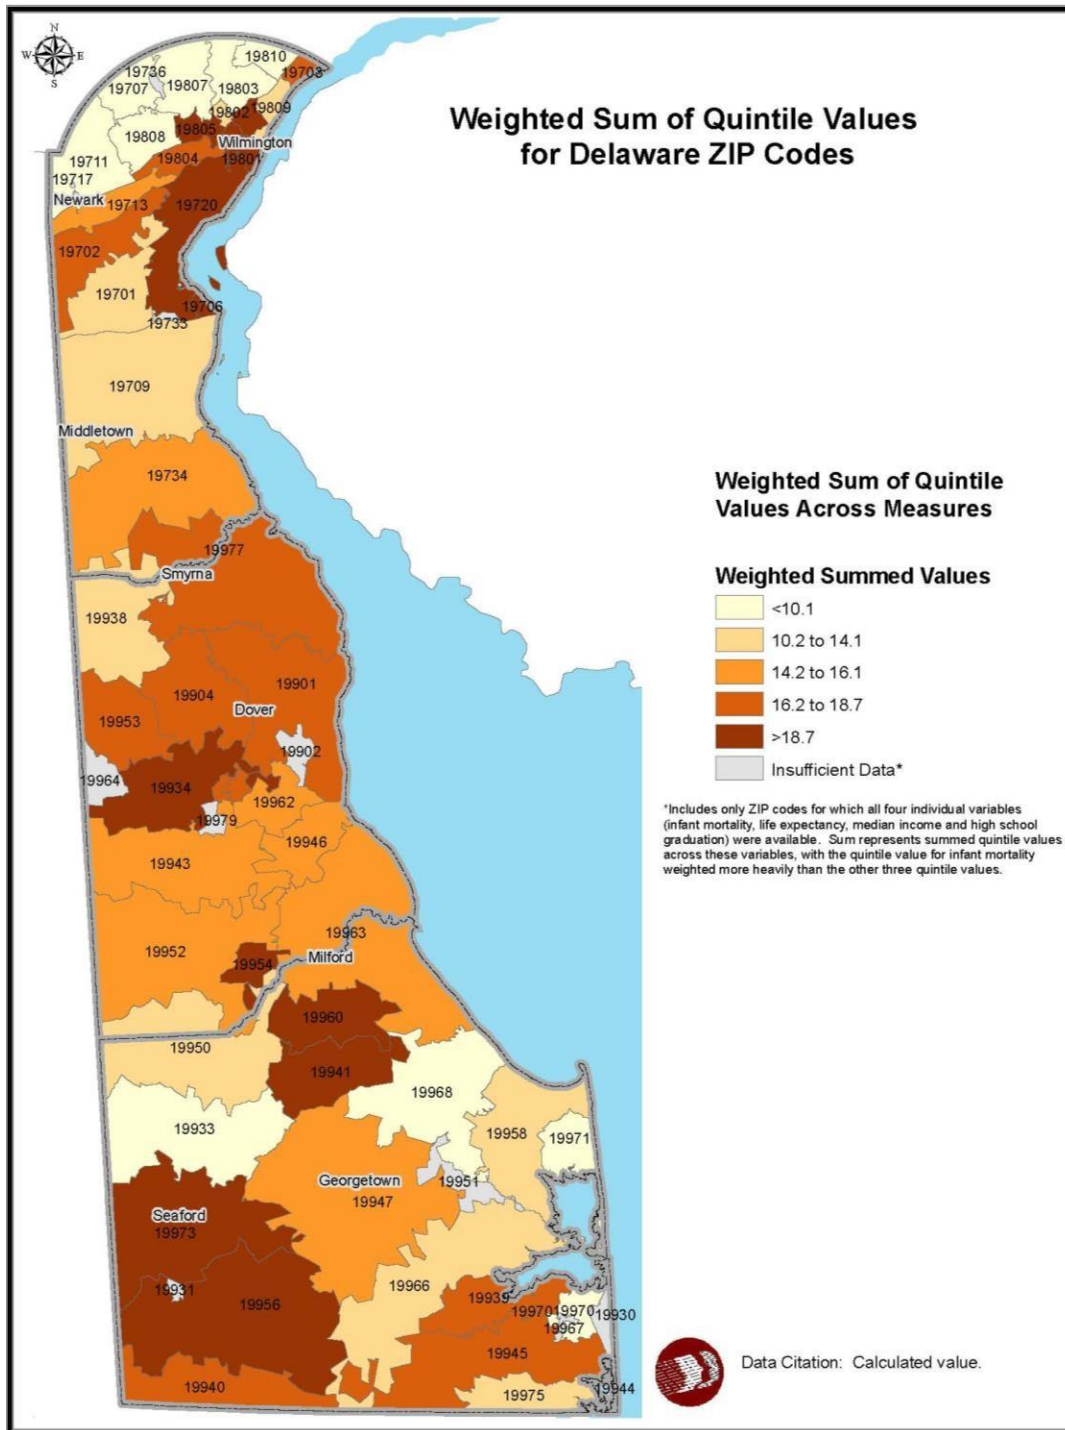 N
W E
S
Weighted Sum of Quintile Values
for Delaware ZIP Codes
19810
19736
19703
19707
19807
19803
19802
19809
19808
19805
Wilmington
19711
19804
19801
19717
Newark
19713
19720
19702
19701
19706
19733
19709
Middletown
19734
19977
Smyrna
19938
19904
19901
Dover
19953
19902
19964
19934
19962
19979
19946
19943
19963
19952
Milford
19954
19960
19950
19941
19968
19933
19958
19971
Georgetown
19951
19947
Seaford
19973
19966
19931
19956
19939
19970
19970
19930
19967
19945
19940
19975
19944
Weighted Sum of Quintile
Values Across Measures
Weighted Summed Values
<10.1
10.2 to 14.1
14.2 to 16.1
16.2 to 18.7
>18.7
Insufficient Data*
*Includes only ZIP codes for which all four individual variables
(infant mortality, life expectancy, median income and high school
graduation) were available. Sum represents summed quintile values
across these variables, with the quintile value for infant mortality
weighted more heavily than the other three quintile values.
Data Citation: Calculated value.